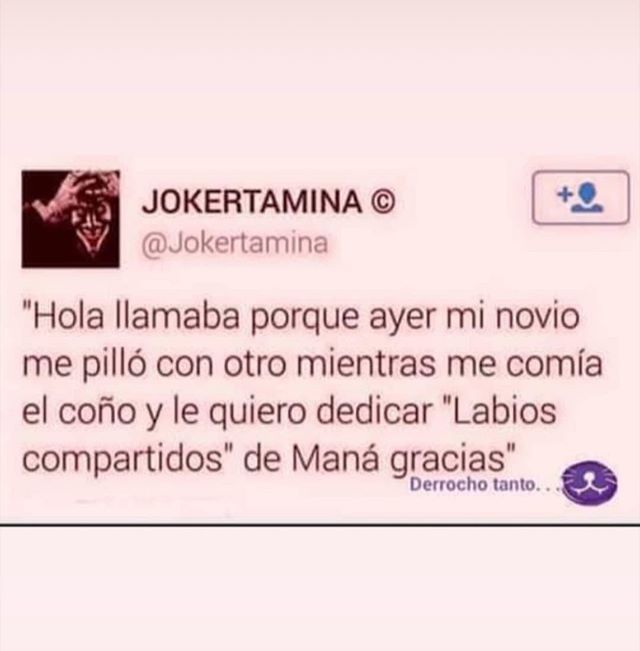 JOKERTAMINA ©
@Jokertamina
"Hola llamaba porque ayer mi novio
me pilló con otro mientras me comía
el coño y le quiero dedicar "Labios
compartidos" de Maná gracias"
Derrocho tanto. . .